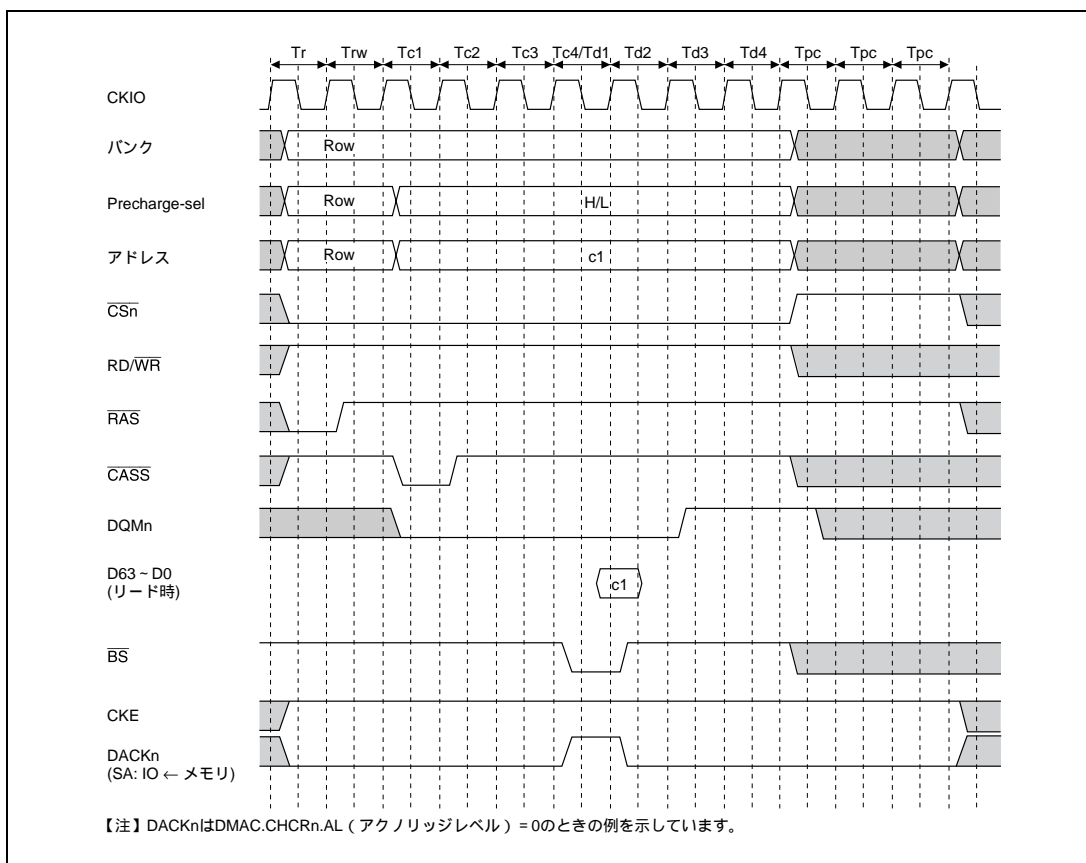 Tr Trw Tc1 Tc2 Tc3 Tc4/Td1 Td2 Td3 Td4 Tpc Tpc Tpc
CKIO
バンク Row
Precharge-sel Row H/L
アドレス Row c1
CSn
RD/WR
RAS
CASS
DQMn
D63 ~ D0
(リード時) c1
BS
CKE
DACKn
(SA: IO ← メモリ)
【注】DACKnはDMAC.CHCRn.AL(アクノリッジレベル)= 0のときの例を示しています。